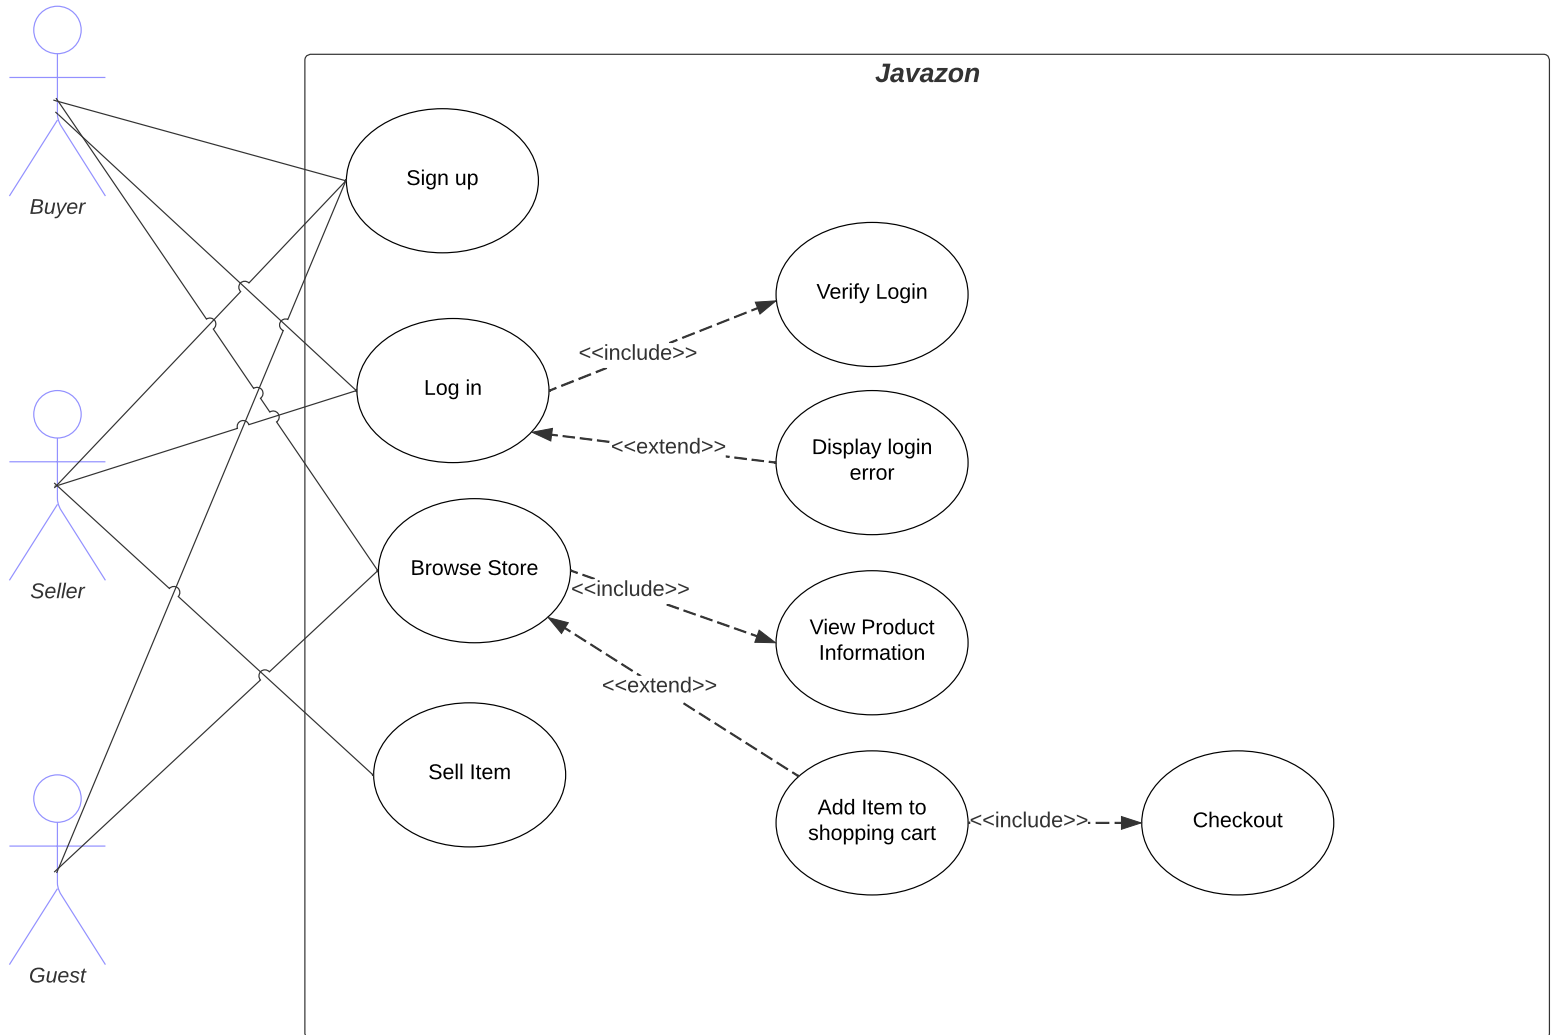 Javazon
Buyer
Sign up
Verify Login
<<include>>
Log in
Display login
error
<<extend>>
Seller
Browse Store
<<include>>
View Product
Information
<<extend>>
Sell Item
Add Item to
shopping cart
<<include>>
Checkout
Guest